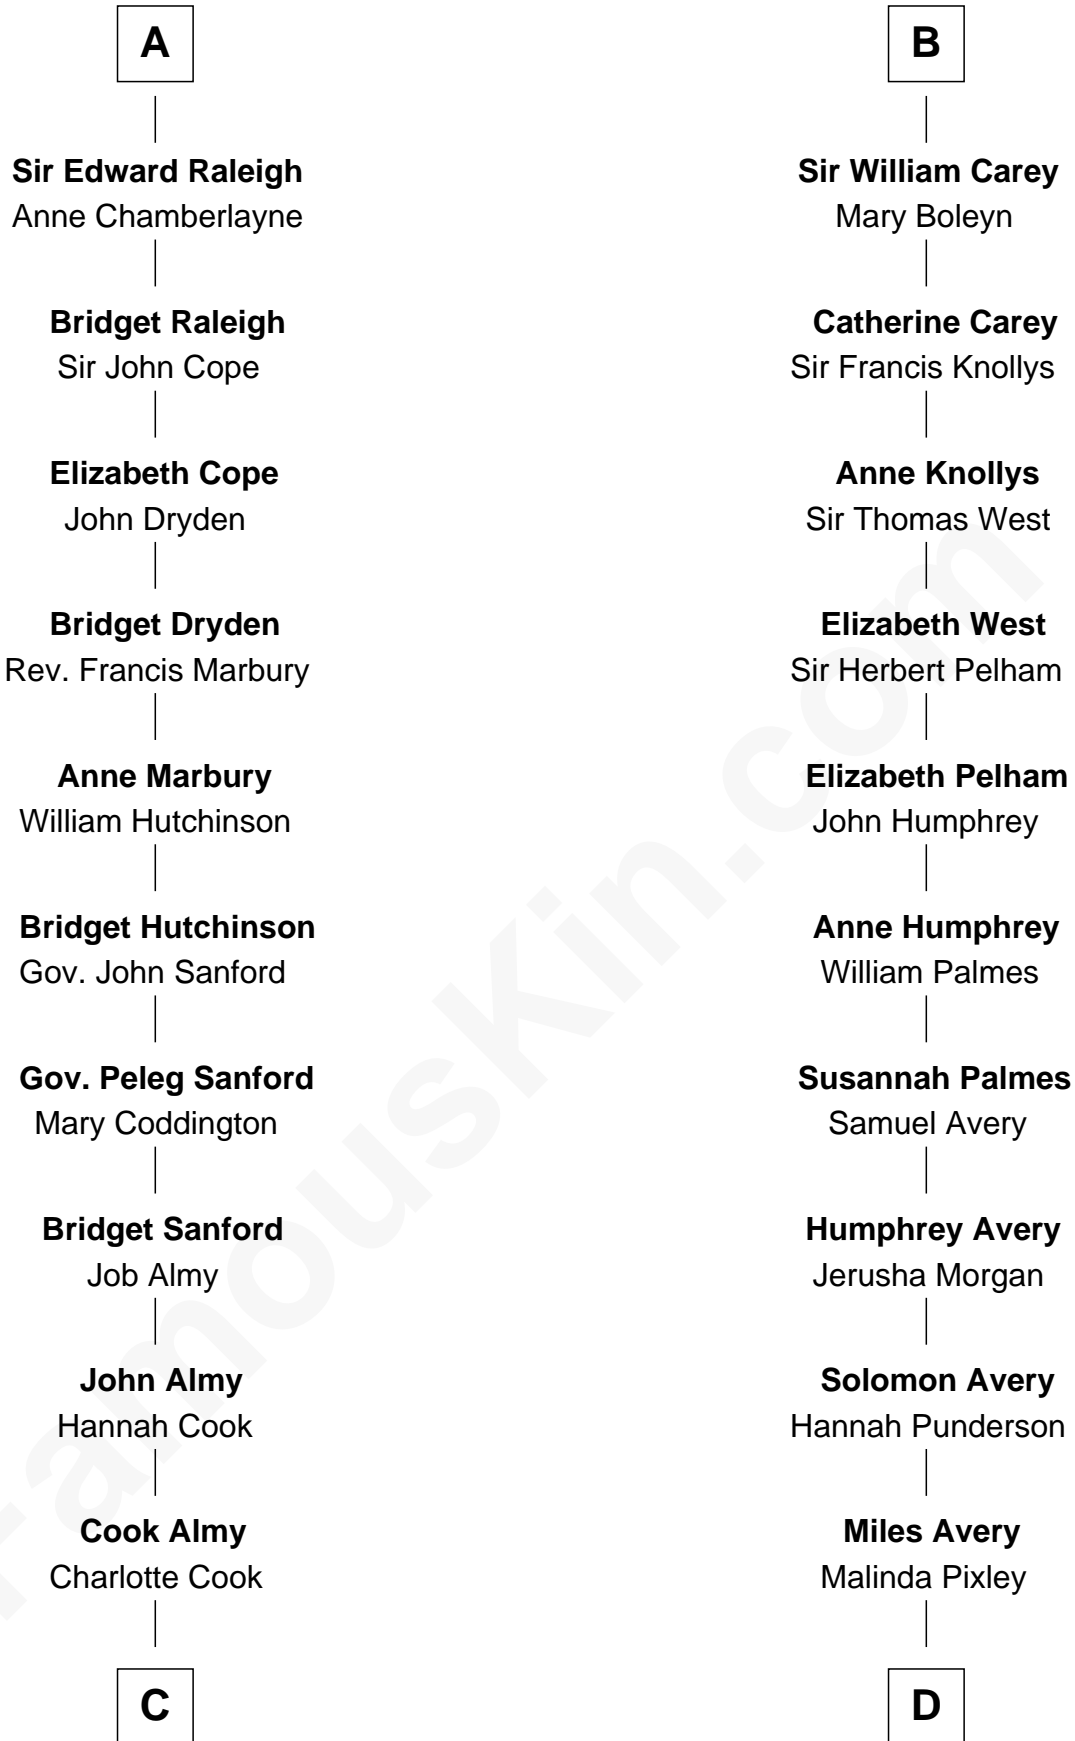 A
Sir Edward Raleigh
Anne Chamberlayne
Bridget Raleigh
Sir John Cope
Elizabeth Cope
John Dryden
Bridget Dryden
Rev. Francis Marbury
Anne Marbury
William Hutchinson
Bridget Hutchinson
Gov. John Sanford
Gov. Peleg Sanford
Mary Coddington
Bridget Sanford
Job Almy
John Almy
Hannah Cook
Cook Almy
Charlotte Cook
C
B
Sir William Carey
Mary Boleyn
Catherine Carey
Sir Francis Knollys
Anne Knollys
Sir Thomas West
Elizabeth West
Sir Herbert Pelham
Elizabeth Pelham
John Humphrey
Anne Humphrey
William Palmes
Susannah Palmes
Samuel Avery
Humphrey Avery
Jerusha Morgan
Solomon Avery
Hannah Punderson
Miles Avery
Malinda Pixley
D
FamousKin.com